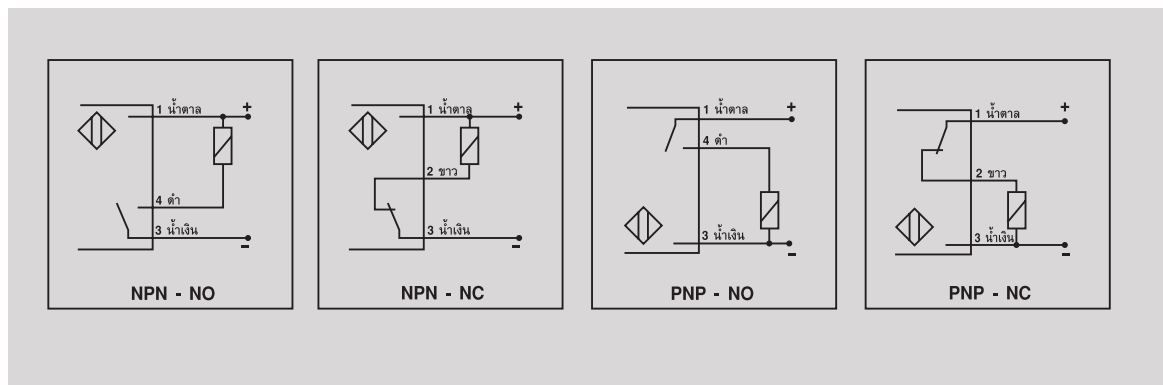 1 น้ำตาล
+
4 ดำ
3 น้ำเงิน
-
NPN - NO
1 น้ำตาล
+
2 ขาว
3 น้ำเงิน
-
NPN - NC
1 น้ำตาล
+
4 ดำ
3 น้ำเงิน
-
PNP - NO
1 น้ำตาล
+
2 ขาว
3 น้ำเงิน
-
PNP - NC